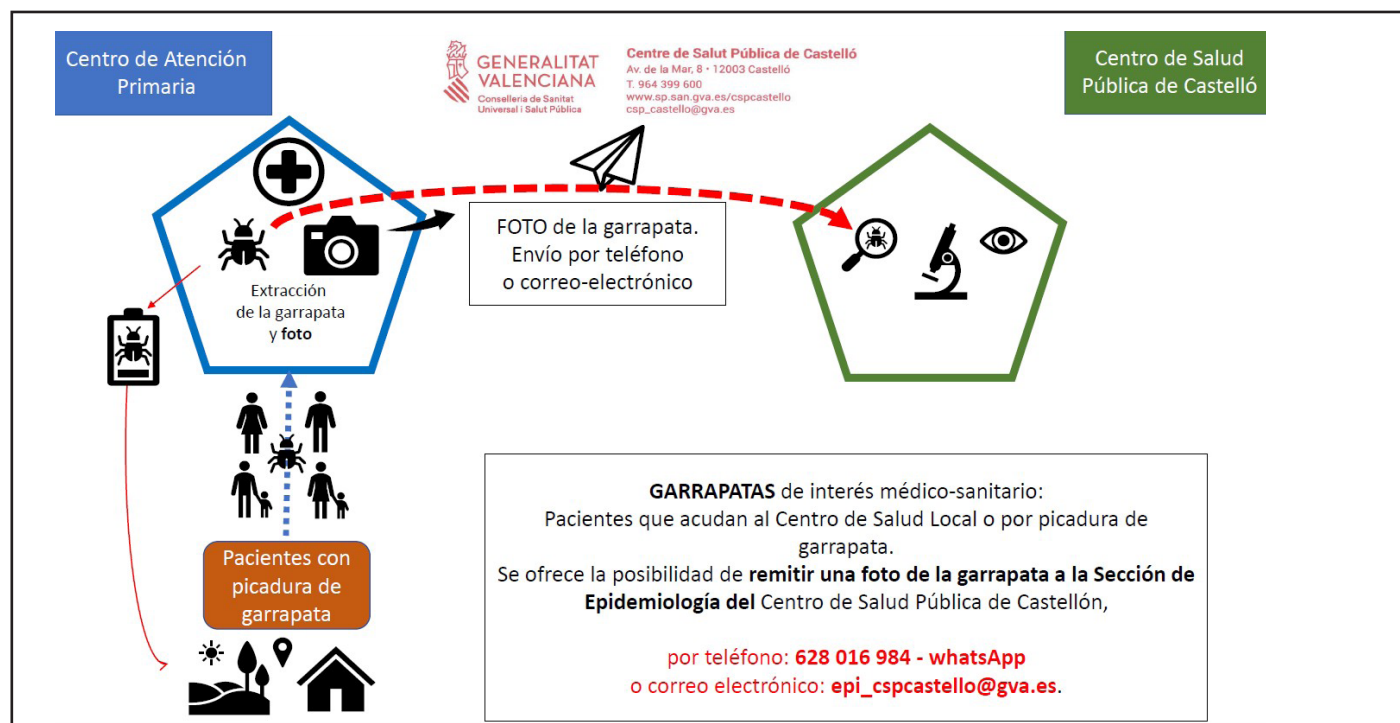 Centro de Atención
Primaria
GENERALITAT
VALENCIANA
Conselleria de Sanitat
Universal i Salut Pública
Centre de Salut Pública de Castelló
Av. de la Mar, 8 · 12003 Castelló
T. 964 399 600
www.sp.san.gva.es/cspcastello
csp_castello@gva.es
Centro de Salud
Pública de Castelló
FOTO de la garrapata.
Envío por teléfono
o correo-electrónico
Extracción
de la garrapata
y foto
Pacientes con
picadura de
garrapata
GARRAPATAS de interés médico-sanitario:
Pacientes que acudan al Centro de Salud Local o por picadura de
garrapata.
Se ofrece la posibilidad de remitir una foto de la garrapata a la Sección de
Epidemiología del Centro de Salud Pública de Castellón,
por teléfono: 628 016 984 - whatsApp
o correo electrónico: epi_cspcastello@gva.es.